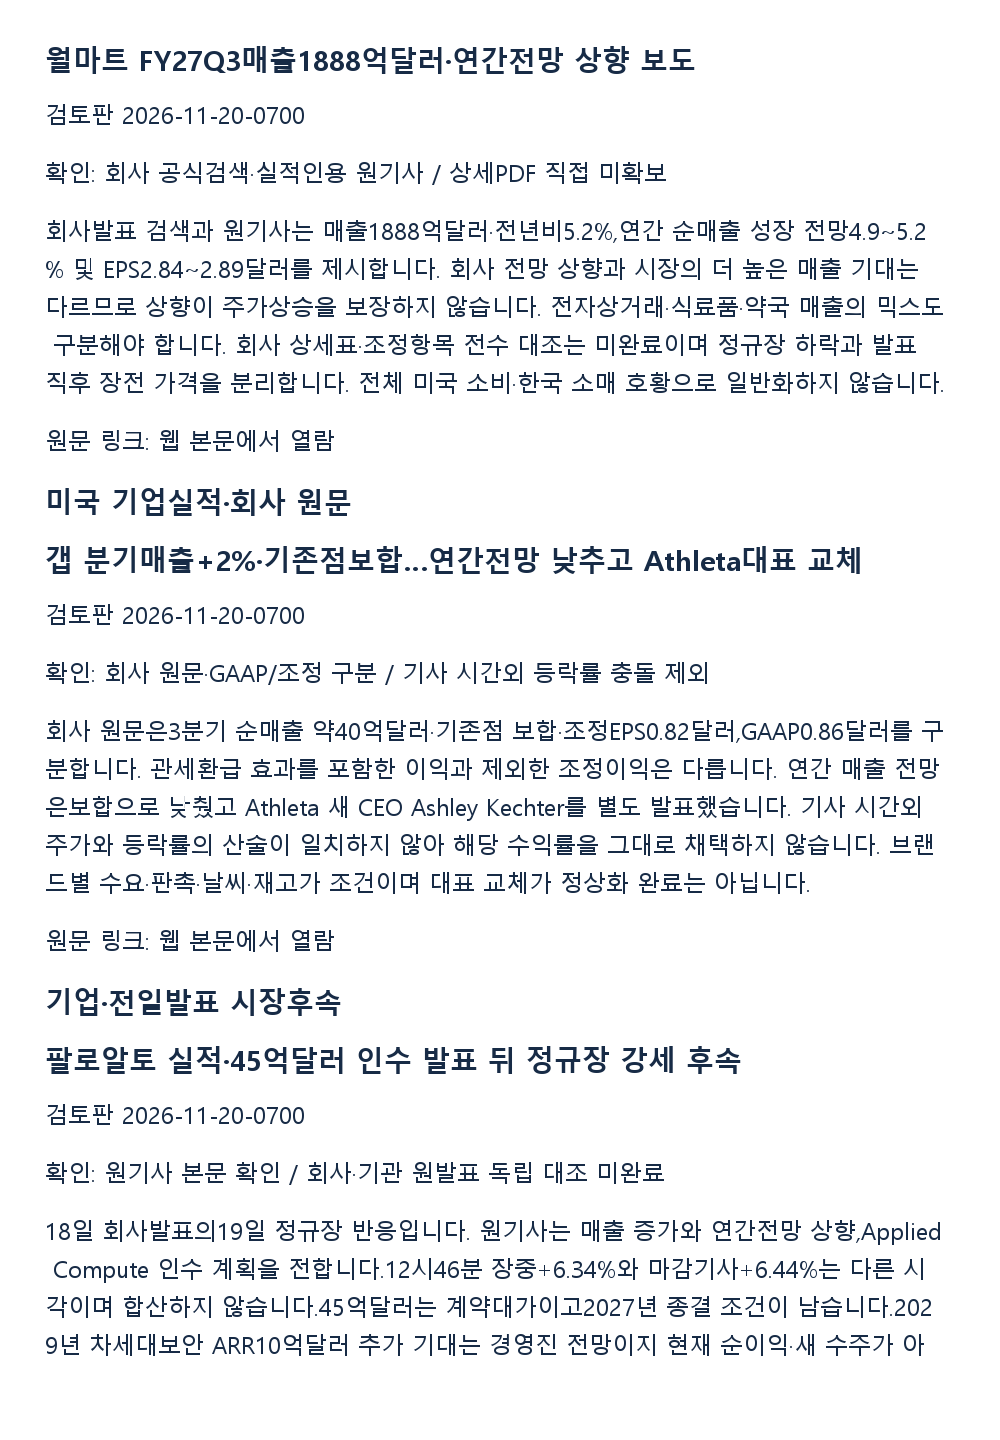 월마트 FY27Q3매출1888억달러·연간전망 상향 보도
검토판 2026-11-20-0700
확인: 회사 공식검색·실적인용 원기사 / 상세PDF 직접 미확보
회사발표 검색과 원기사는 매출1888억달러·전년비5.2%,연간 순매출 성장 전망4.9~5.2
% 및 EPS2.84~2.89달러를 제시합니다. 회사 전망 상향과 시장의 더 높은 매출 기대는
다르므로 상향이 주가상승을 보장하지 않습니다. 전자상거래·식료품·약국 매출의 믹스도
구분해야 합니다. 회사 상세표·조정항목 전수 대조는 미완료이며 정규장 하락과 발표
직후 장전 가격을 분리합니다. 전체 미국 소비·한국 소매 호황으로 일반화하지 않습니다.
원문 링크: 웹 본문에서 열람
미국 기업실적·회사 원문
갭 분기매출+2%·기존점보합…연간전망 낮추고 Athleta대표 교체
검토판 2026-11-20-0700
확인: 회사 원문·GAAP/조정 구분 / 기사 시간외 등락률 충돌 제외
회사 원문은3분기 순매출 약40억달러·기존점 보합·조정EPS0.82달러,GAAP0.86달러를 구
분합니다. 관세환급 효과를 포함한 이익과 제외한 조정이익은 다릅니다. 연간 매출 전망
은보합으로 낮췄고 Athleta 새 CEO Ashley Kechter를 별도 발표했습니다. 기사 시간외
주가와 등락률의 산술이 일치하지 않아 해당 수익률을 그대로 채택하지 않습니다. 브랜
드별 수요·판촉·날씨·재고가 조건이며 대표 교체가 정상화 완료는 아닙니다.
원문 링크: 웹 본문에서 열람
기업·전일발표 시장후속
팔로알토 실적·45억달러 인수 발표 뒤 정규장 강세 후속
검토판 2026-11-20-0700
확인: 원기사 본문 확인 / 회사·기관 원발표 독립 대조 미완료
18일 회사발표의19일 정규장 반응입니다. 원기사는 매출 증가와 연간전망 상향,Applied
Compute 인수 계획을 전합니다.12시46분 장중+6.34%와 마감기사+6.44%는 다른 시
각이며 합산하지 않습니다.45억달러는 계약대가이고2027년 종결 조건이 남습니다.202
9년 차세대보안 ARR10억달러 추가 기대는 경영진 전망이지 현재 순이익·새 수주가 아